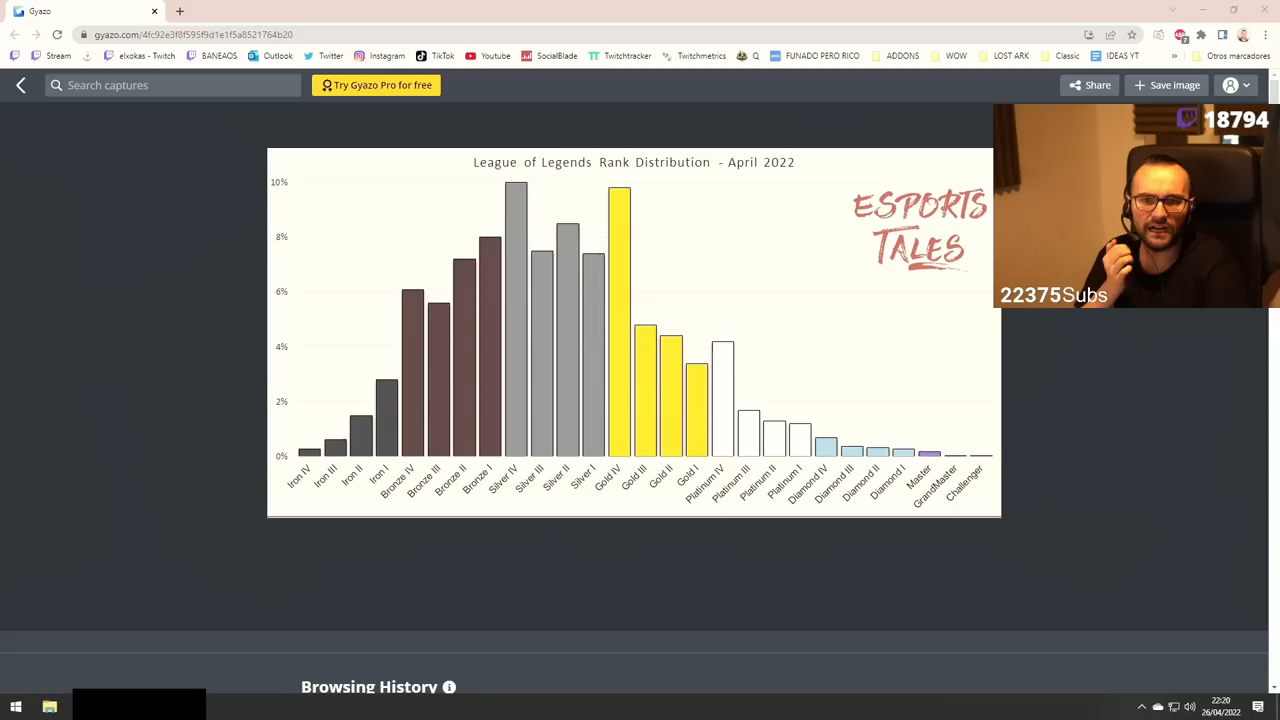 Gyazo
gyazo.com/4fc92e3f8f595f9d1e1f5a8521764b20
Stream
elxokas - Twitch
BANEAOS
Outlook
Twitter
Instagram
TikTok
Youtube
SocialBlade
Twitchtracker
Twitchmetrics
Q
FUNADO PERO RICO
ADDONS
WOW
LOST ARK
Classic
IDEAS YT
»
Otros marcadores
Search captures
Try Gyazo Pro for free
Share
Save image
18794
22375Subs
League of Legends Rank Distribution - April 2022
ESPORTS
TALES
10%
8%
6%
4%
2%
0%
Iron IV
Iron III
Iron II
Iron I
Bronze IV
Bronze III
Bronze II
Bronze I
Silver IV
Silver III
Silver II
Silver I
Gold IV
Gold III
Gold II
Gold I
Platinum IV
Platinum III
Platinum II
Platinum I
Diamond IV
Diamond III
Diamond II
Diamond I
Master
GrandMaster
Challenger
Browsing History
22:20
26/04/2022